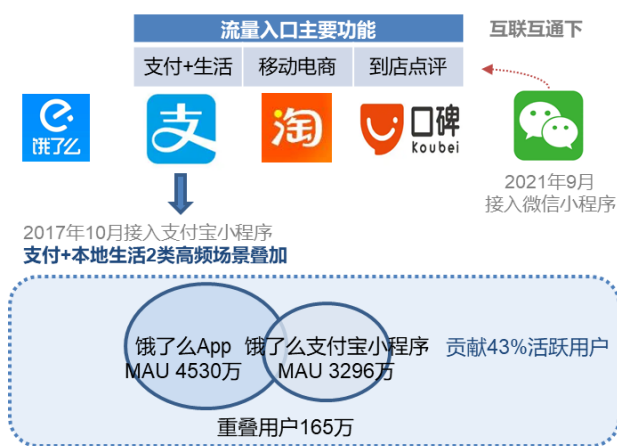 流量入口主要功能
互联互通下
支付+生活
移动电商
到店点评
饿了么
支
淘
口碑
Koubei
2021年9月
接入微信小程序
2017年10月接入支付宝小程序
支付+本地生活2类高频场景叠加
饿了么App
MAU 4530万
饿了么支付宝小程序
MAU 3296万
贡献43%活跃用户
重叠用户165万